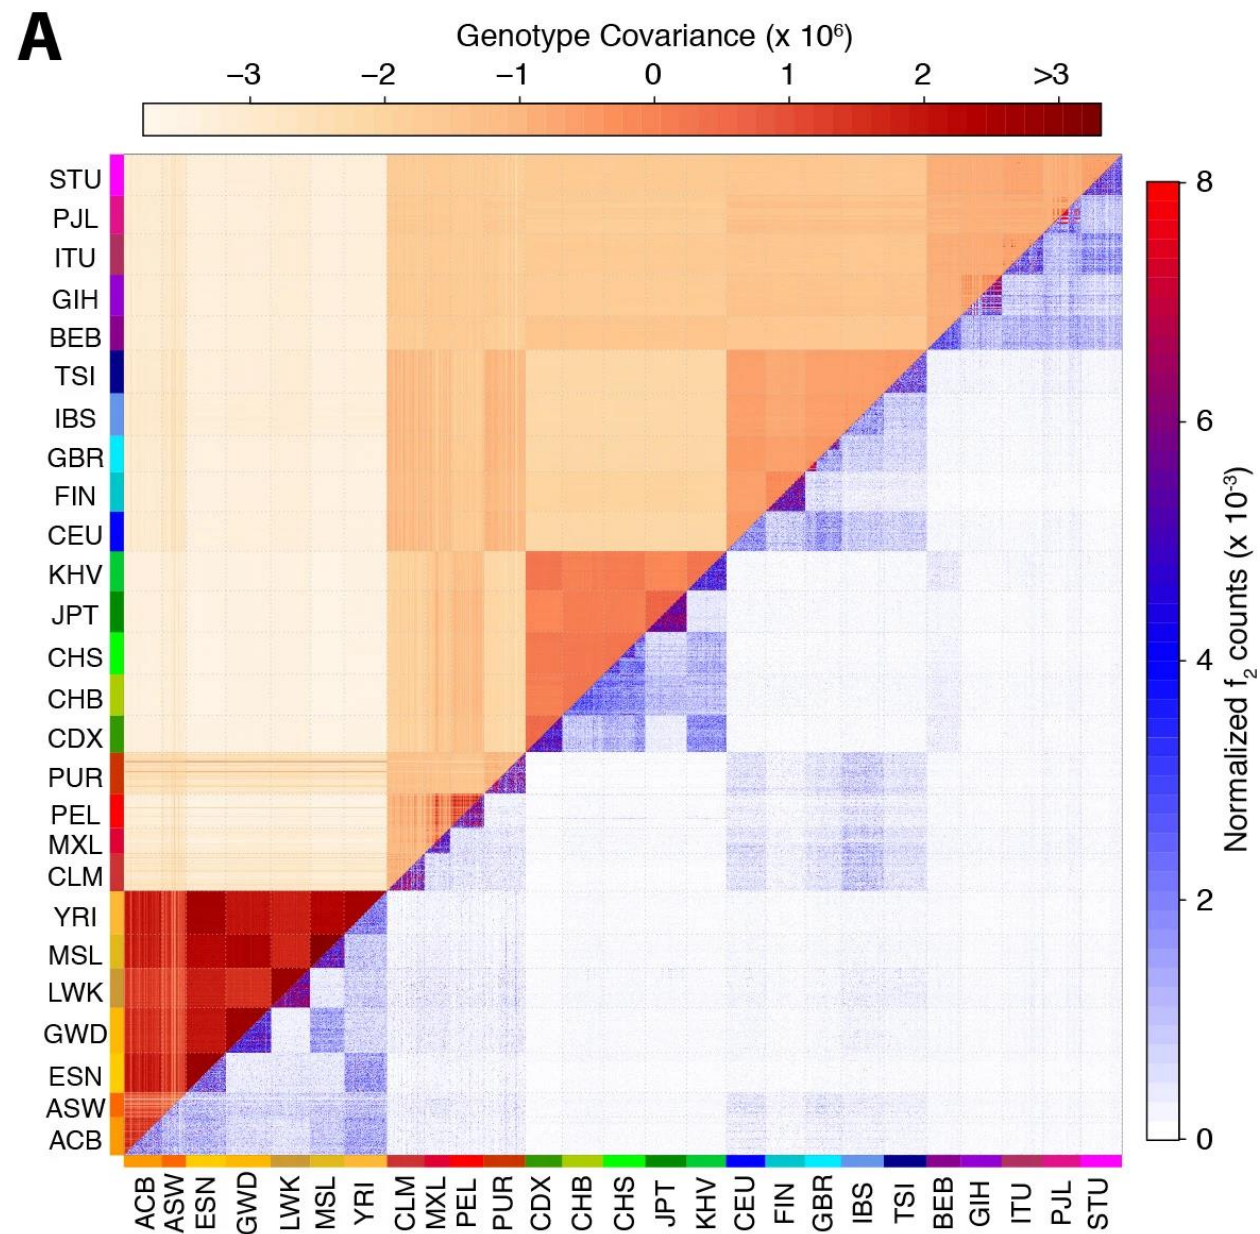 A
Genotype Covariance (x 10⁶)
−3 −2 −1 0 1 2 >3
STU
PJL
ITU
GIH
BEB
TSI
IBS
GBR
FIN
CEU
KHV
JPT
CHS
CHB
CDX
PUR
PEL
MXL
CLM
YRI
MSL
LWK
GWD
ESN
ASW
ACB
ACB ASW ESN GWD LWK MSL YRI CLM MXL PEL PUR CDX CHB CHS JPT KHV CEU FIN GBR IBS TSI BEB GIH ITU PJL STU
8
6
4
2
0
Normalized f₂ counts (x 10⁻³)